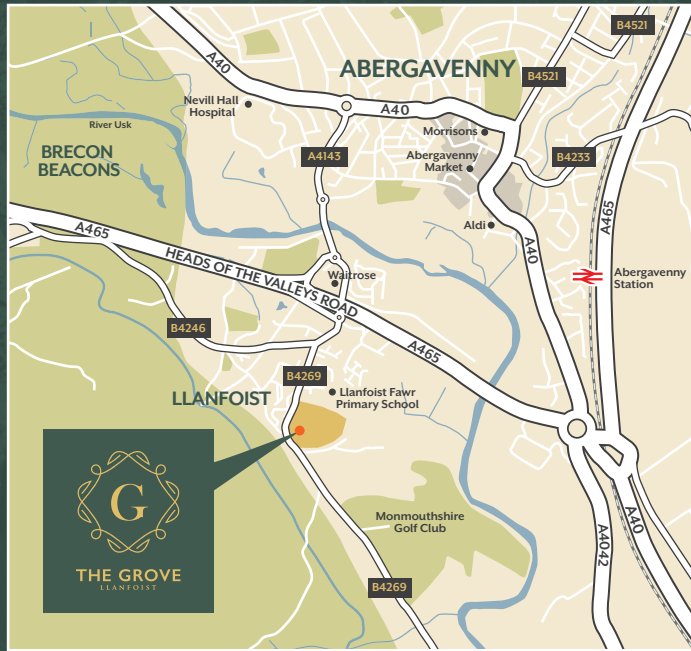 B4521
A40
ABERGAVENNY
B4521
Nevill Hall
Hospital
A40
River Usk
Morrisons
BRECON
BEACONS
A4143
Abergavenny
Market
B4233
A465
A465
Aldi
A40
HEADS OF THE VALLEYS ROAD
Waitrose
Abergavenny
Station
B4246
A465
B4269
LLANFOIST
Llanfoist Fawr
Primary School
G
THE GROVE
LLANFOIST
Monmouthshire
Golf Club
A40
A4042
B4269